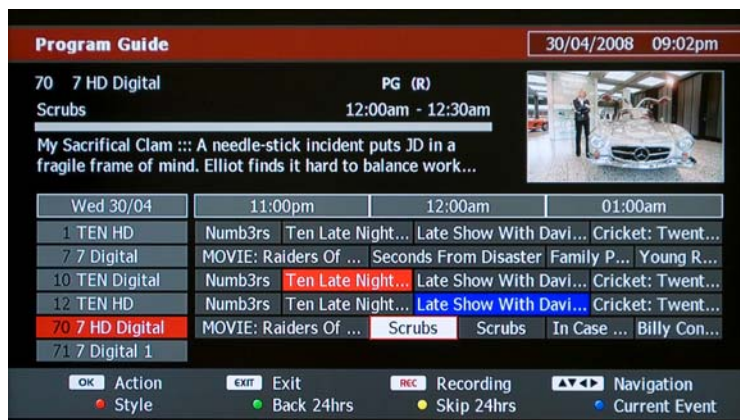 Program Guide 30/04/2008 09:02pm
70 7 HD Digital PG (R)
Scrubs 12:00am - 12:30am
My Sacrifical Clam ::: A needle-stick incident puts JD in a
fragile frame of mind. Elliot finds it hard to balance work...
Wed 30/04 11:00pm 12:00am 01:00am
1 TEN HD Numb3rs Ten Late Night... Late Show With Davi... Cricket: Twent...
7 7 Digital MOVIE: Raiders Of ... Seconds From Disaster Family P... Young R...
10 TEN Digital Numb3rs Ten Late Night... Late Show With Davi... Cricket: Twent...
12 TEN HD Numb3rs Ten Late Night... Late Show With Davi... Cricket: Twent...
70 7 HD Digital MOVIE: Raiders Of ... Scrubs Scrubs In Case ... Billy Con...
71 7 Digital 1
OK Action EXIT Exit REC Recording Navigation
Style Back 24hrs Skip 24hrs Current Event